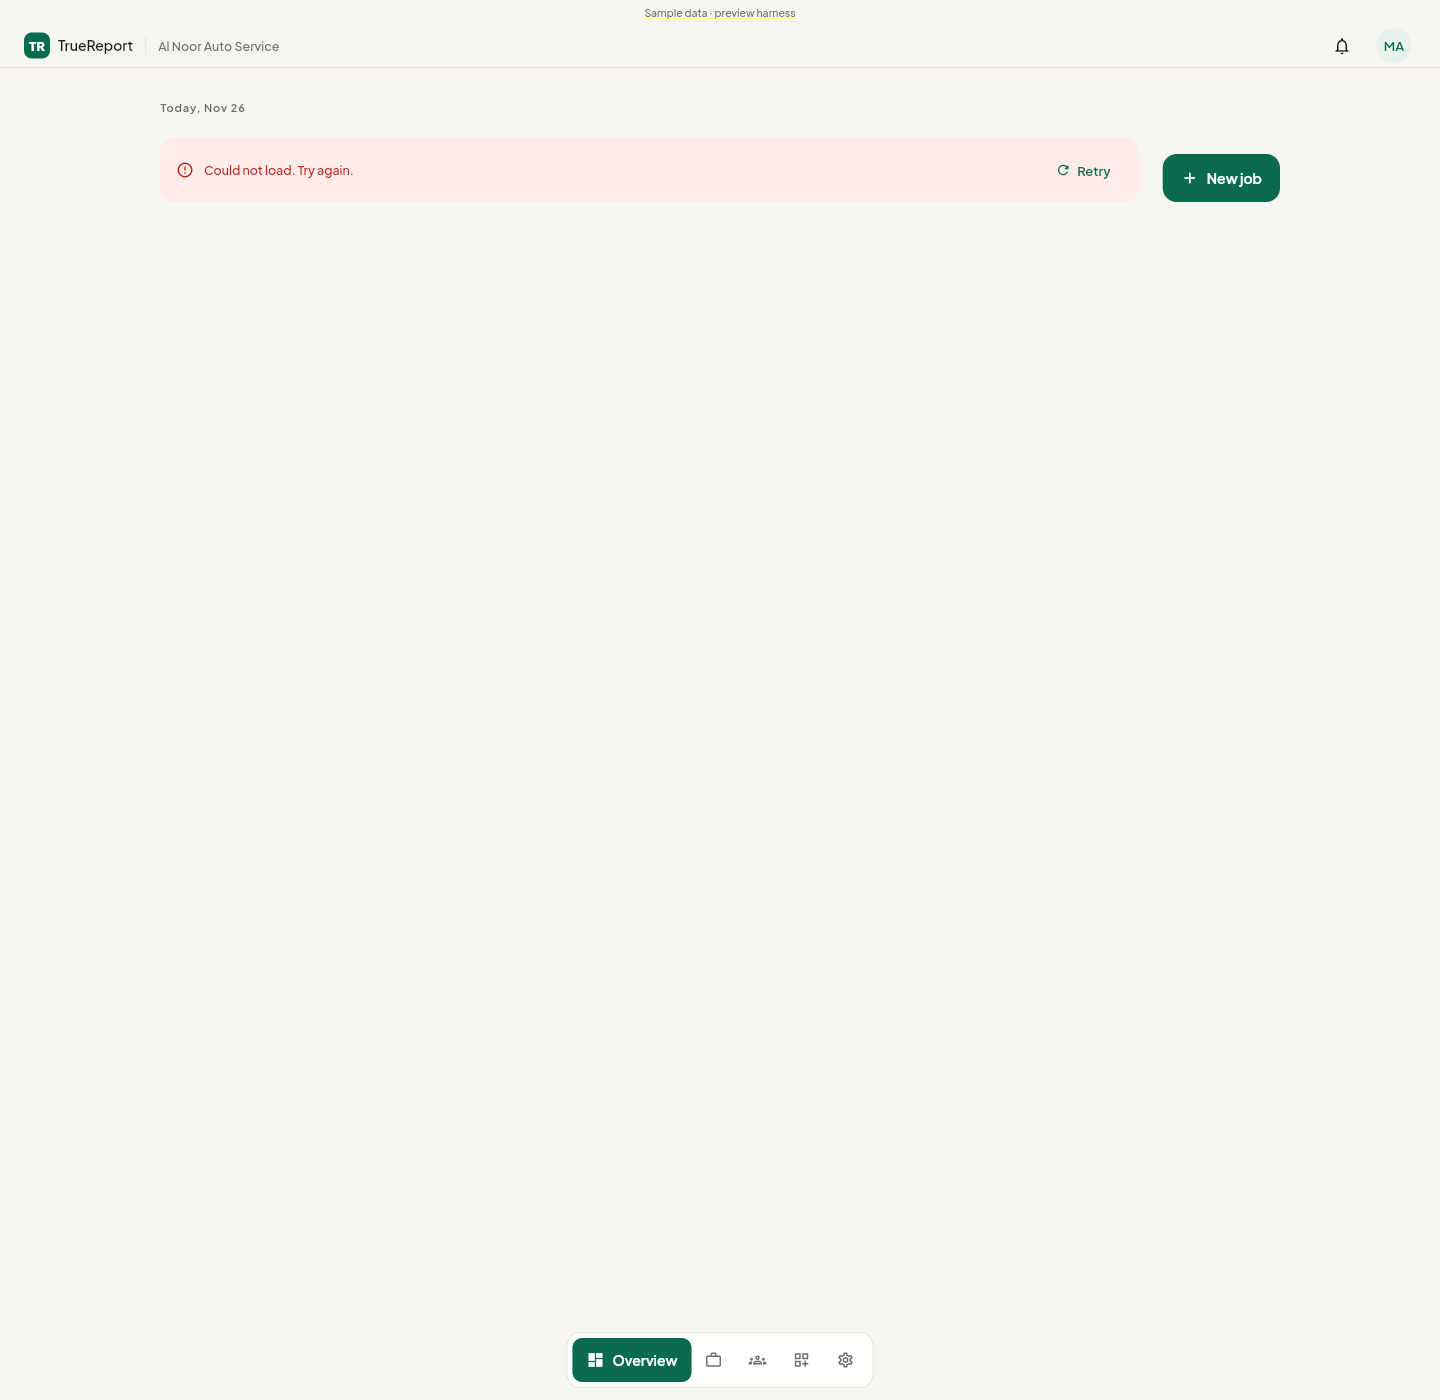 Sample data · preview harness
TR TrueReport Al Noor Auto Service MA
Today, Nov 26
Could not load. Try again. Retry
New job
Overview